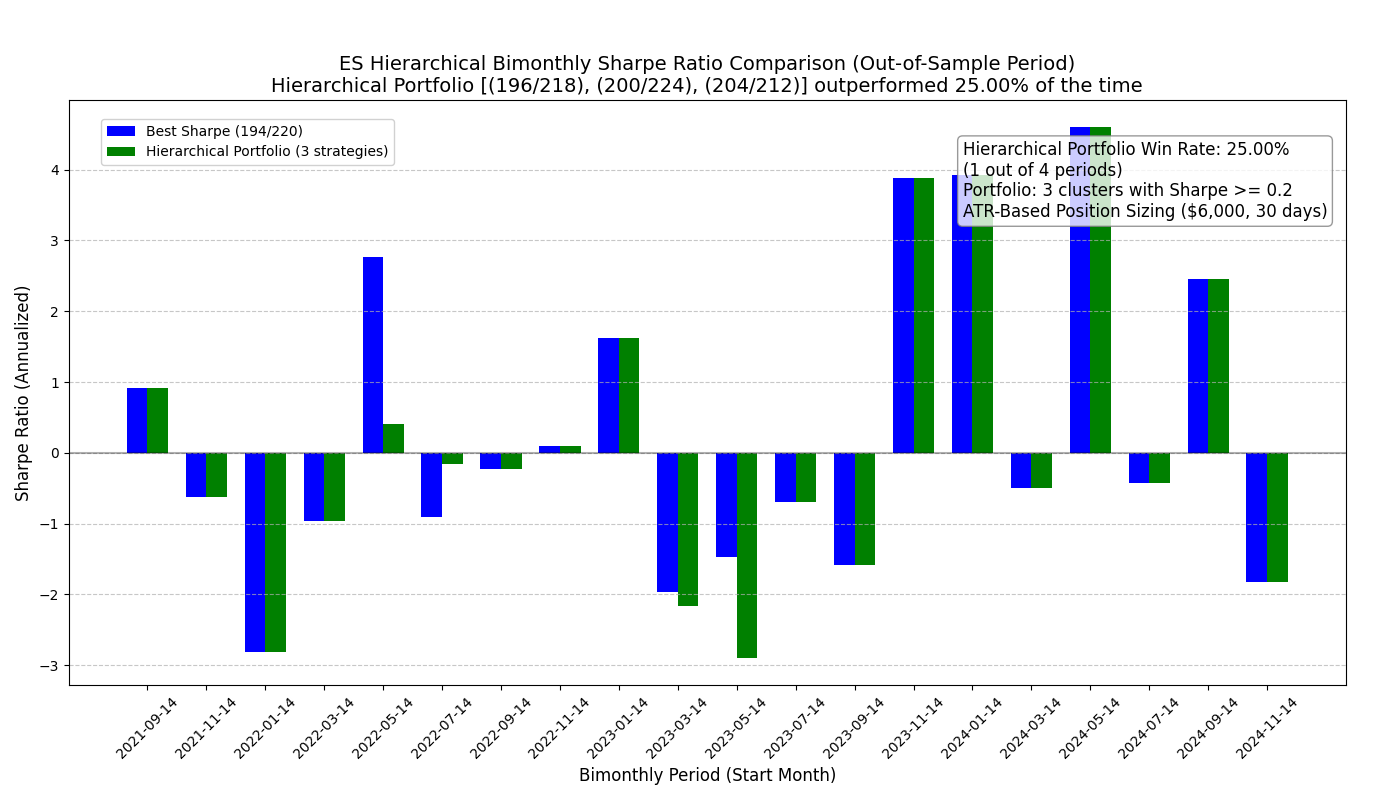 ES Hierarchical Bimonthly Sharpe Ratio Comparison (Out-of-Sample Period)
Hierarchical Portfolio [(196/218), (200/224), (204/212)] outperformed 25.00% of the time
Best Sharpe (194/220)
Hierarchical Portfolio (3 strategies)
Hierarchical Portfolio Win Rate: 25.00%
(1 out of 4 periods)
Portfolio: 3 clusters with Sharpe >= 0.2
ATR-Based Position Sizing ($6,000, 30 days)
Sharpe Ratio (Annualized)
4
3
2
1
0
−1
−2
−3
2021-09-14
2021-11-14
2022-01-14
2022-03-14
2022-05-14
2022-07-14
2022-09-14
2022-11-14
2023-01-14
2023-03-14
2023-05-14
2023-07-14
2023-09-14
2023-11-14
2024-01-14
2024-03-14
2024-05-14
2024-07-14
2024-09-14
2024-11-14
Bimonthly Period (Start Month)